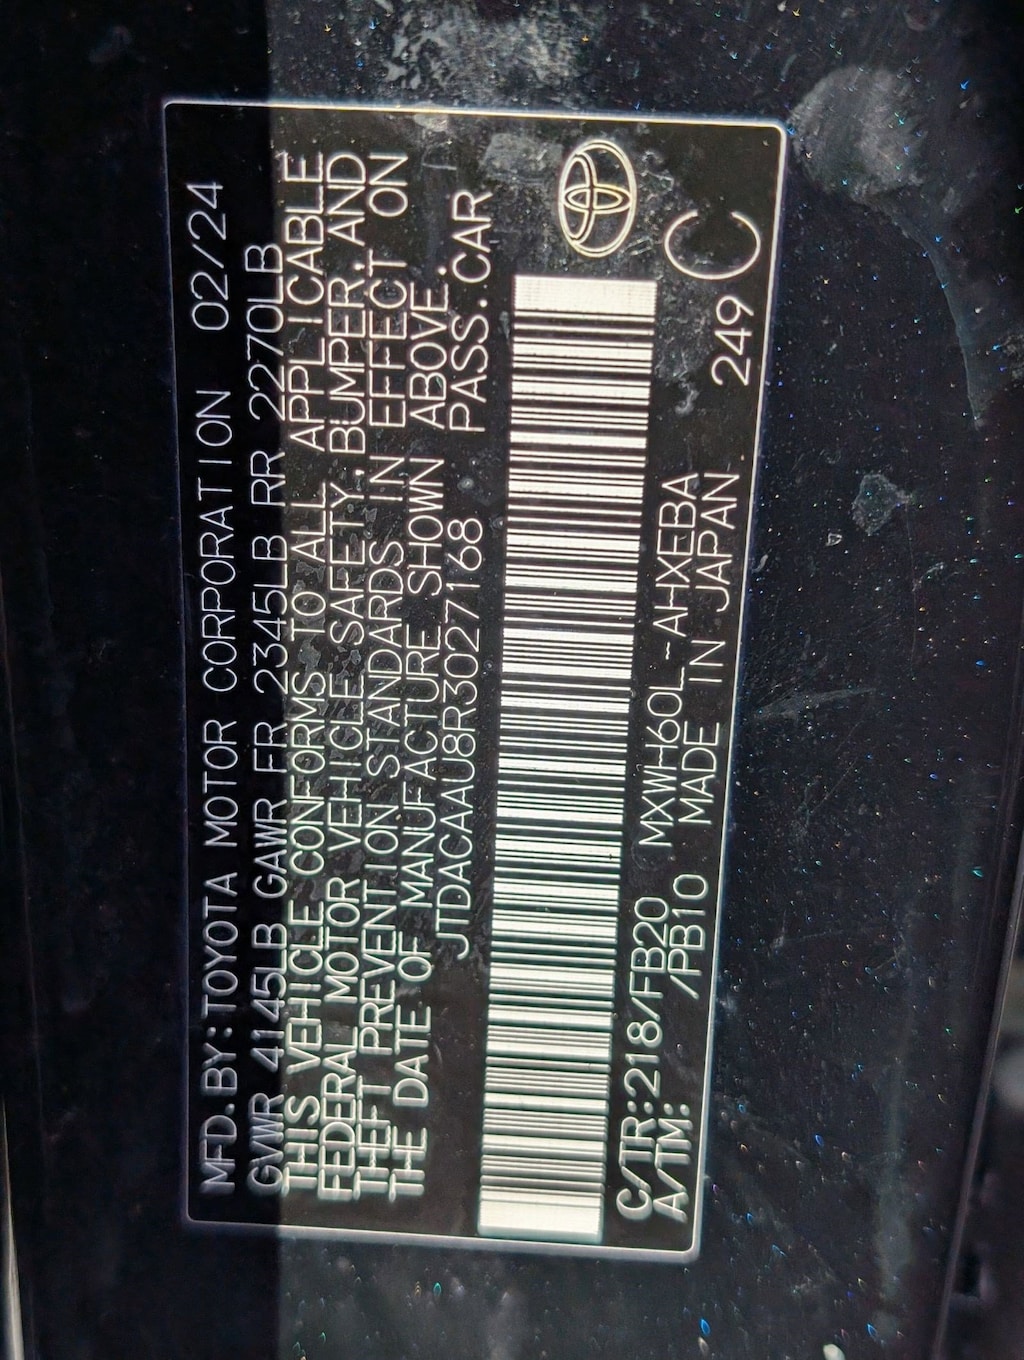 MFD.BY:TOYOTA MOTOR CORPORATION 02/24
GVWR 4145LB GAWR FR 2345LB RR 2270LB
THIS VEHICLE CONFORMS TO ALL APPLICABLE
FEDERAL MOTOR VEHICLE SAFETY,BUMPER,AND
THEFT PREVENTION STANDARDS IN EFFECT ON
THE DATE OF MANUFACTURE SHOWN ABOVE.
JTDACAAU8R3027168 PASS.CAR
C/TR:218/FB20 MXWH60L-AHXEBA
A/TM: /PB10 MADE IN JAPAN 249 C